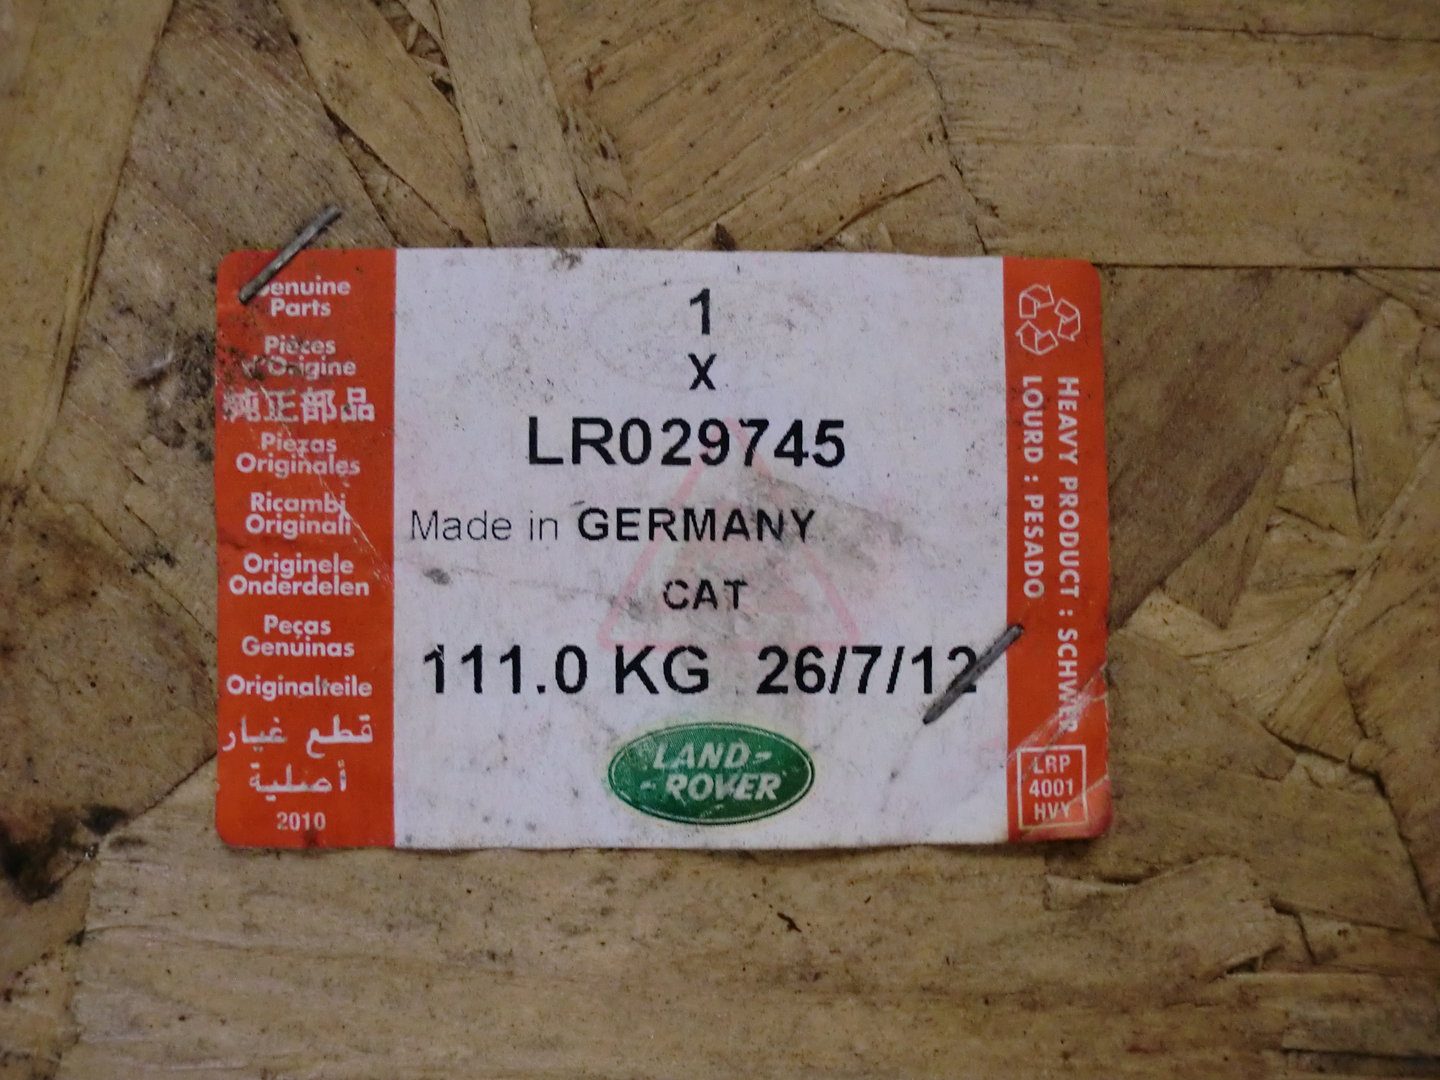 Genuine
Parts
Pièces
d'Origine
純正部品
Piezas
Originales
Ricambi
Originali
Originele
Onderdelen
Peças
Genuinas
Originalteile
قطع غيار
أصلية
2010
1
X
LR029745
Made in GERMANY
CAT
111.0 KG 26/7/12
LAND-
-ROVER
HEAVY PRODUCT : SCHWER
LOURD : PESADO
LRP
4001
HVY